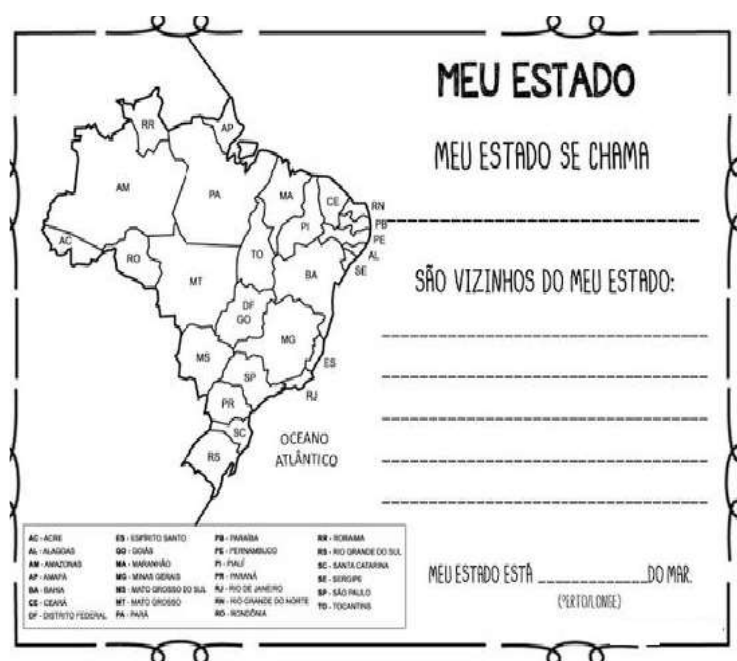 MEU ESTADO
MEU ESTADO SE CHAMA
SÃO VIZINHOS DO MEU ESTADO:
RR
AP
AM
PA
MA
CE
RN
PB
PE
AL
SE
PI
AC
RO
TO
BA
MT
DF
GO
MG
MS
ES
SP
RJ
PR
SC
RS
OCEANO
ATLÂNTICO
AC - ACRE
AL - ALAGOAS
AM - AMAZONAS
AP - AMAPÁ
BA - BAHIA
CE - CEARÁ
DF - DISTRITO FEDERAL
ES - ESPÍRITO SANTO
GO - GOIÁS
MA - MARANHÃO
MG - MINAS GERAIS
MS - MATO GROSSO DO SUL
MT - MATO GROSSO
PA - PARÁ
PB - PARAÍBA
PE - PERNAMBUCO
PI - PIAUÍ
PR - PARANÁ
RJ - RIO DE JANEIRO
RN - RIO GRANDE DO NORTE
RO - RONDÔNIA
RR - RORAIMA
RS - RIO GRANDE DO SUL
SC - SANTA CATARINA
SE - SERGIPE
SP - SÃO PAULO
TO - TOCANTINS
MEU ESTADO ESTÁ ______________DO MAR.
(PERTO/LONGE)